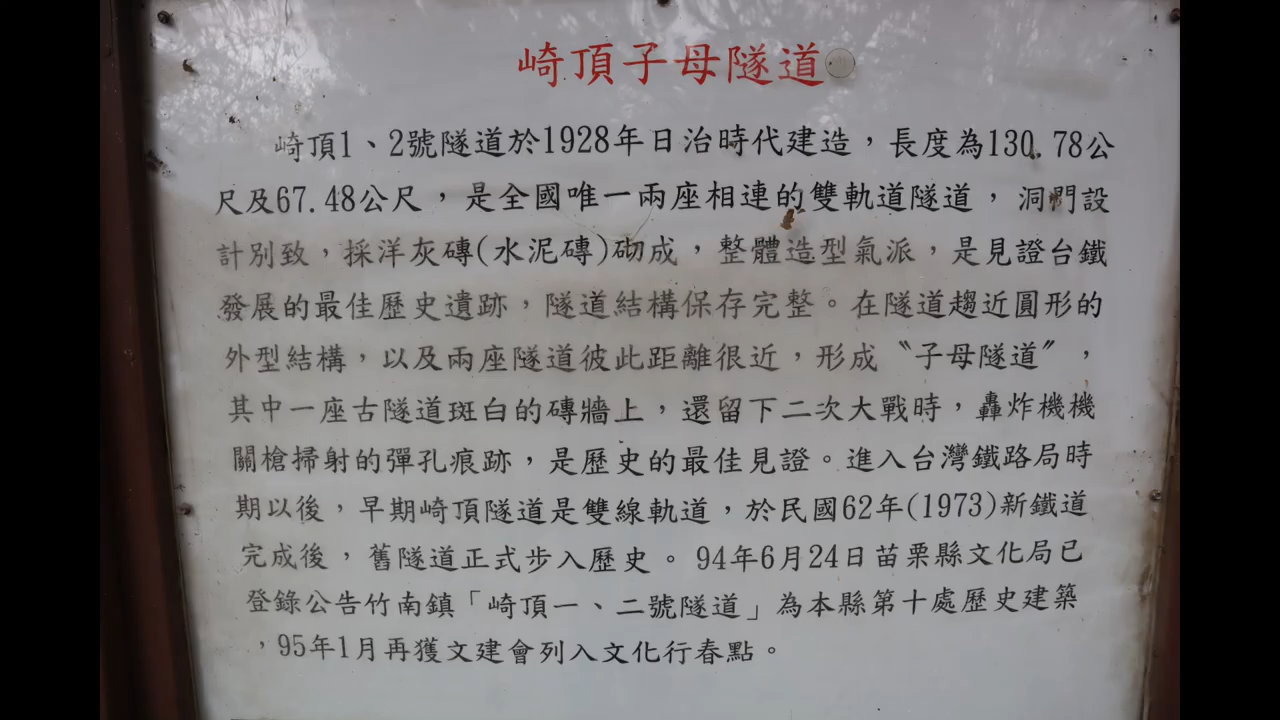 崎頂子母隧道
崎頂1、2號隧道於1928年日治時代建造，長度為130.78公
尺及67.48公尺，是全國唯一兩座相連的雙軌道隧道，洞門設
計別致，採洋灰磚(水泥磚)砌成，整體造型氣派，是見證台鐵
發展的最佳歷史遺跡，隧道結構保存完整。在隧道趨近圓形的
外型結構，以及兩座隧道彼此距離很近，形成〝子母隧道〞，
其中一座古隧道斑白的磚牆上，還留下二次大戰時，轟炸機機
關槍掃射的彈孔痕跡，是歷史的最佳見證。進入台灣鐵路局時
期以後，早期崎頂隧道是雙線軌道，於民國62年(1973)新鐵道
完成後，舊隧道正式步入歷史。94年6月24日苗栗縣文化局已
登錄公告竹南鎮「崎頂一、二號隧道」為本縣第十處歷史建築
，95年1月再獲文建會列入文化行春點。